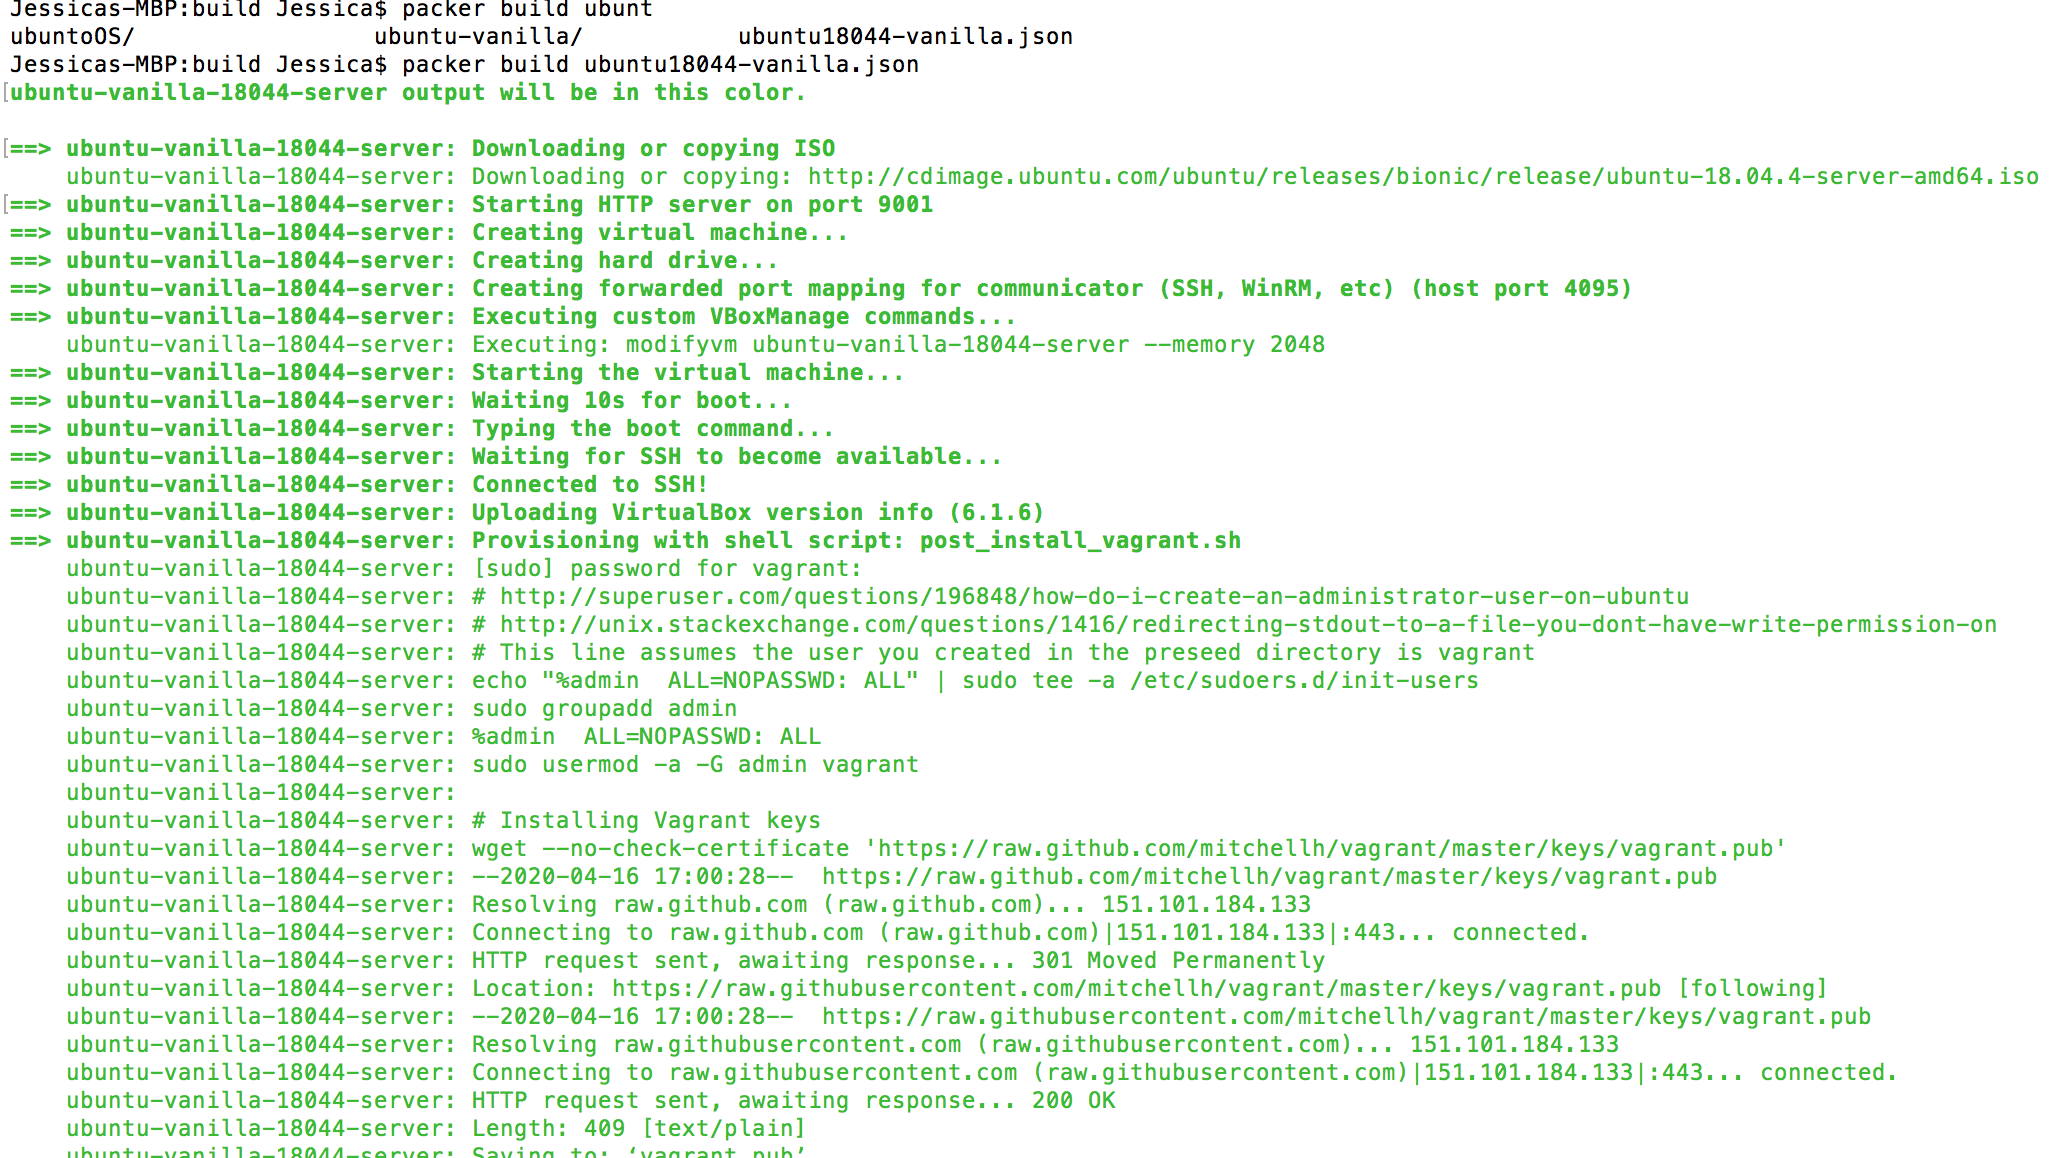 Jessicas-MBP:build Jessica$ packer build ubunt
ubuntoOS/                 ubuntu-vanilla/           ubuntu18044-vanilla.json
Jessicas-MBP:build Jessica$ packer build ubuntu18044-vanilla.json
[ubuntu-vanilla-18044-server output will be in this color.

[==> ubuntu-vanilla-18044-server: Downloading or copying ISO
    ubuntu-vanilla-18044-server: Downloading or copying: http://cdimage.ubuntu.com/ubuntu/releases/bionic/release/ubuntu-18.04.4-server-amd64.iso
[==> ubuntu-vanilla-18044-server: Starting HTTP server on port 9001
==> ubuntu-vanilla-18044-server: Creating virtual machine...
==> ubuntu-vanilla-18044-server: Creating hard drive...
==> ubuntu-vanilla-18044-server: Creating forwarded port mapping for communicator (SSH, WinRM, etc) (host port 4095)
==> ubuntu-vanilla-18044-server: Executing custom VBoxManage commands...
    ubuntu-vanilla-18044-server: Executing: modifyvm ubuntu-vanilla-18044-server --memory 2048
==> ubuntu-vanilla-18044-server: Starting the virtual machine...
==> ubuntu-vanilla-18044-server: Waiting 10s for boot...
==> ubuntu-vanilla-18044-server: Typing the boot command...
==> ubuntu-vanilla-18044-server: Waiting for SSH to become available...
==> ubuntu-vanilla-18044-server: Connected to SSH!
==> ubuntu-vanilla-18044-server: Uploading VirtualBox version info (6.1.6)
==> ubuntu-vanilla-18044-server: Provisioning with shell script: post_install_vagrant.sh
    ubuntu-vanilla-18044-server: [sudo] password for vagrant:
    ubuntu-vanilla-18044-server: # http://superuser.com/questions/196848/how-do-i-create-an-administrator-user-on-ubuntu
    ubuntu-vanilla-18044-server: # http://unix.stackexchange.com/questions/1416/redirecting-stdout-to-a-file-you-dont-have-write-permission-on
    ubuntu-vanilla-18044-server: # This line assumes the user you created in the preseed directory is vagrant
    ubuntu-vanilla-18044-server: echo "%admin  ALL=NOPASSWD: ALL" | sudo tee -a /etc/sudoers.d/init-users
    ubuntu-vanilla-18044-server: sudo groupadd admin
    ubuntu-vanilla-18044-server: %admin  ALL=NOPASSWD: ALL
    ubuntu-vanilla-18044-server: sudo usermod -a -G admin vagrant
    ubuntu-vanilla-18044-server:
    ubuntu-vanilla-18044-server: # Installing Vagrant keys
    ubuntu-vanilla-18044-server: wget --no-check-certificate 'https://raw.github.com/mitchellh/vagrant/master/keys/vagrant.pub'
    ubuntu-vanilla-18044-server: --2020-04-16 17:00:28--  https://raw.github.com/mitchellh/vagrant/master/keys/vagrant.pub
    ubuntu-vanilla-18044-server: Resolving raw.github.com (raw.github.com)... 151.101.184.133
    ubuntu-vanilla-18044-server: Connecting to raw.github.com (raw.github.com)|151.101.184.133|:443... connected.
    ubuntu-vanilla-18044-server: HTTP request sent, awaiting response... 301 Moved Permanently
    ubuntu-vanilla-18044-server: Location: https://raw.githubusercontent.com/mitchellh/vagrant/master/keys/vagrant.pub [following]
    ubuntu-vanilla-18044-server: --2020-04-16 17:00:28--  https://raw.githubusercontent.com/mitchellh/vagrant/master/keys/vagrant.pub
    ubuntu-vanilla-18044-server: Resolving raw.githubusercontent.com (raw.githubusercontent.com)... 151.101.184.133
    ubuntu-vanilla-18044-server: Connecting to raw.githubusercontent.com (raw.githubusercontent.com)|151.101.184.133|:443... connected.
    ubuntu-vanilla-18044-server: HTTP request sent, awaiting response... 200 OK
    ubuntu-vanilla-18044-server: Length: 409 [text/plain]
    ubuntu-vanilla-18044-server: Saving to: ‘vagrant.pub’